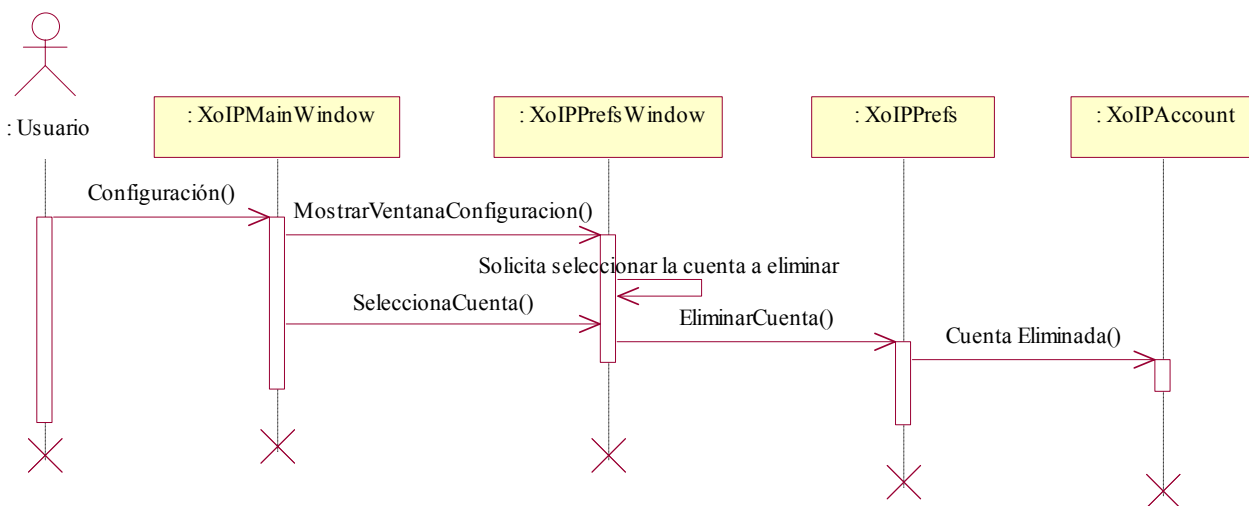 : Usuario
: XoIPMainWindow
: XoIPPrefsWindow
: XoIPPrefs
: XoIPAccount
Configuración()
MostrarVentanaConfiguracion()
Solicita seleccionar la cuenta a eliminar
SeleccionaCuenta()
EliminarCuenta()
Cuenta Eliminada()